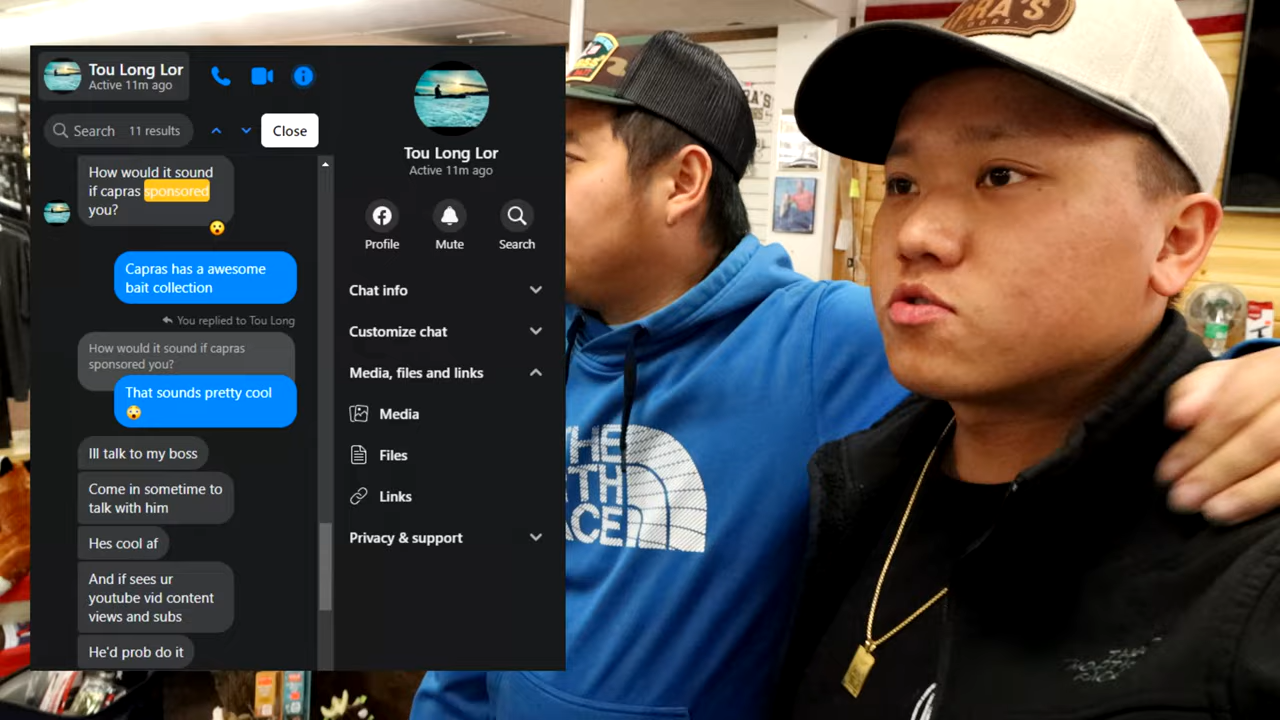 Tou Long Lor
Active 11m ago
Search
11 results
Close
How would it sound
if capras sponsored
you?
Capras has a awesome
bait collection
You replied to Tou Long
How would it sound if capras
sponsored you?
That sounds pretty cool
😮
Ill talk to my boss
Come in sometime to
talk with him
Hes cool af
And if sees ur
youtube vid content
views and subs
He'd prob do it
Tou Long Lor
Active 11m ago
Profile
Mute
Search
Chat info
Customize chat
Media, files and links
Media
Files
Links
Privacy & support
THE
NORTH
FACE